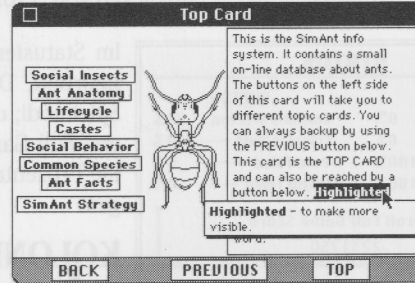 Top Card
Social Insects
Ant Anatomy
Lifecycle
Castes
Social Behavior
Common Species
Ant Facts
SimAnt Strategy
This is the SimAnt info
system. It contains a small
on-line database about ants.
The buttons on the left side
of this card will take you to
different topic cards. You
can always backup by using
the PREVIOUS button below.
This card is the TOP CARD
and can also be reached by a
button below. Highlighted
Highlighted - to make more
visible.
word.
BACK
PREVIOUS
TOP